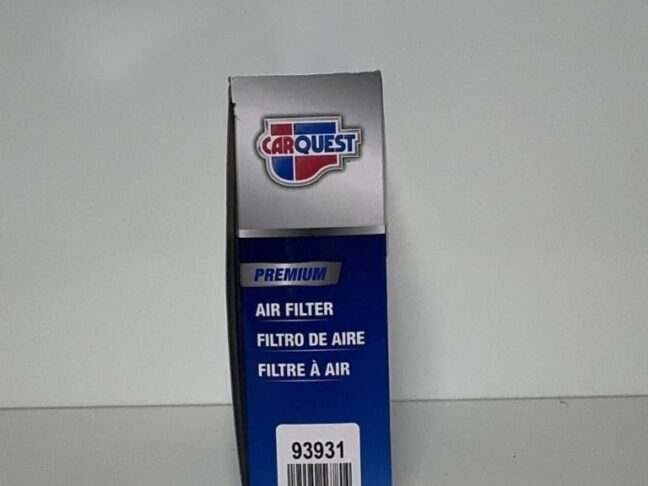 CARQUEST
PREMIUM
AIR FILTER
FILTRO DE AIRE
FILTRE À AIR
93931